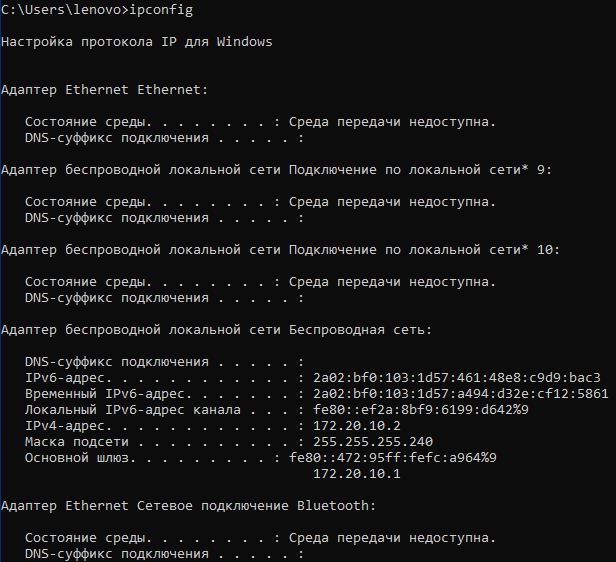 C:\Users\lenovo>ipconfig
Настройка протокола IP для Windows
Адаптер Ethernet Ethernet:
Состояние среды. . . . . . . . : Среда передачи недоступна.
DNS-суффикс подключения . . . . . :
Адаптер беспроводной локальной сети Подключение по локальной сети* 9:
Состояние среды. . . . . . . . : Среда передачи недоступна.
DNS-суффикс подключения . . . . . :
Адаптер беспроводной локальной сети Подключение по локальной сети* 10:
Состояние среды. . . . . . . . : Среда передачи недоступна.
DNS-суффикс подключения . . . . . :
Адаптер беспроводной локальной сети Беспроводная сеть:
DNS-суффикс подключения . . . . . :
IPv6-адрес. . . . . . . . . . . . : 2a02:bf0:103:1d57:461:48e8:c9d9:bac3
Временный IPv6-адрес. . . . . . . : 2a02:bf0:103:1d57:a494:d32e:cf12:5861
Локальный IPv6-адрес канала . . . : fe80::ef2a:8bf9:6199:d642%9
IPv4-адрес. . . . . . . . . . . . : 172.20.10.2
Маска подсети . . . . . . . . . . : 255.255.255.240
Основной шлюз. . . . . . . . . : fe80::472:95ff:fefc:a964%9
172.20.10.1
Адаптер Ethernet Сетевое подключение Bluetooth:
Состояние среды. . . . . . . . : Среда передачи недоступна.
DNS-суффикс подключения . . . . . :